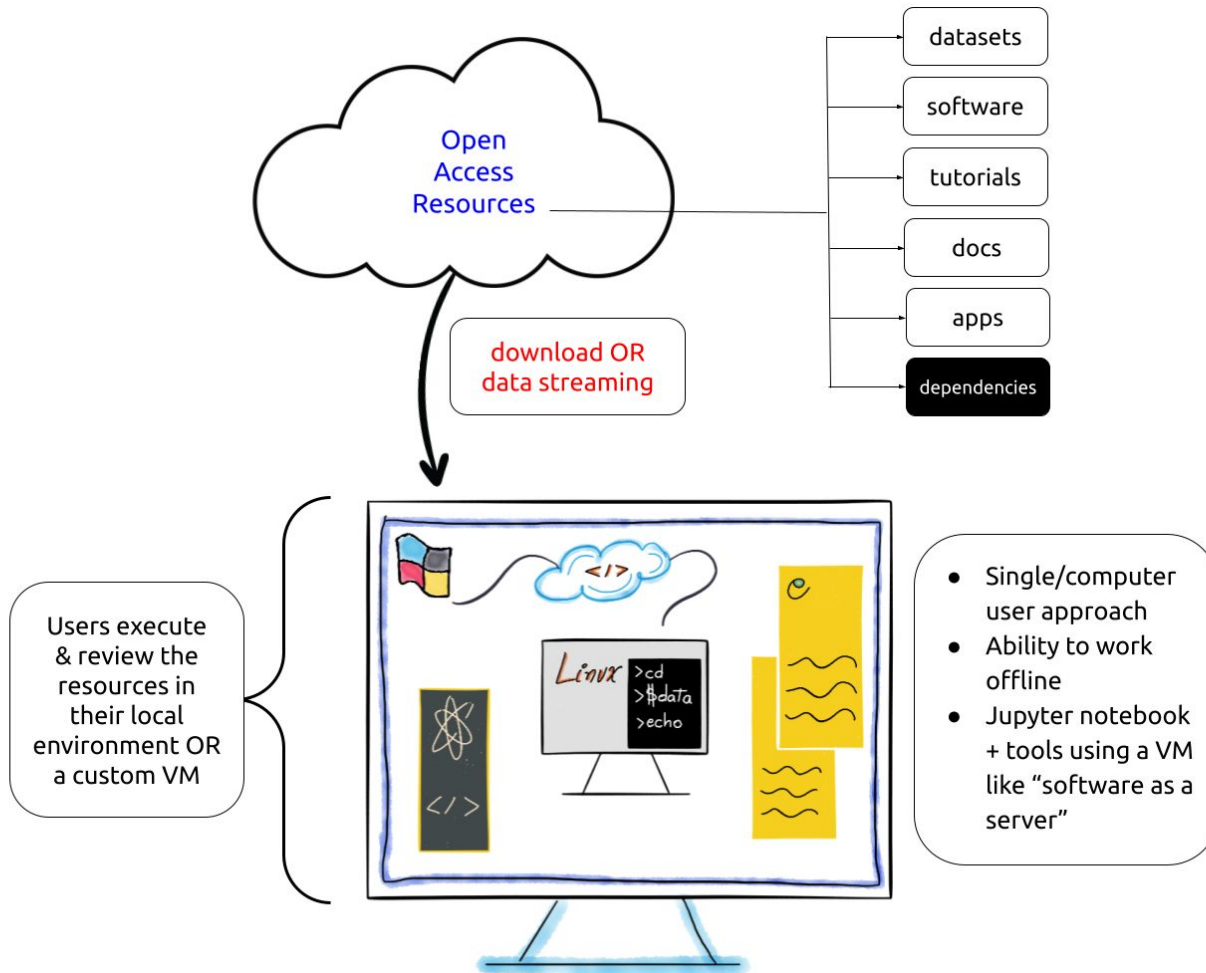 datasets
software
tutorials
docs
apps
dependencies
Open
Access
Resources
download OR
data streaming
Users execute
& review the
resources in
their local
environment OR
a custom VM
</>
Linux
>cd
>$data
>echo
</>
● Single/computer
user approach
● Ability to work
offline
● Jupyter notebook
+ tools using a VM
like “software as a
server”